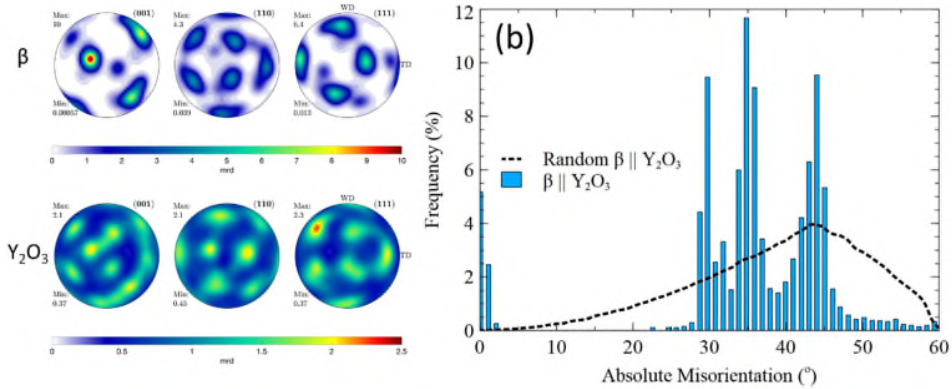 Max:
10
(001)
Max:
4.3
(110)
WD
Max:
6.4
(111)
TD
β
Min:
0.00057
Min:
0.039
Min:
0.013
0 1 2 3 4 5 6 7 8 9 10
mrd
Max:
2.1
(001)
Max:
2.1
(110)
WD
Max:
2.5
(111)
TD
Y2O3
Min:
0.37
Min:
0.45
Min:
0.37
0 0.5 1 1.5 2 2.5
mrd
(b)
12
10
8
6
4
2
0
Frequency (%)
Random β || Y2O3
β || Y2O3
0 10 20 30 40 50 60
Absolute Misorientation (°)